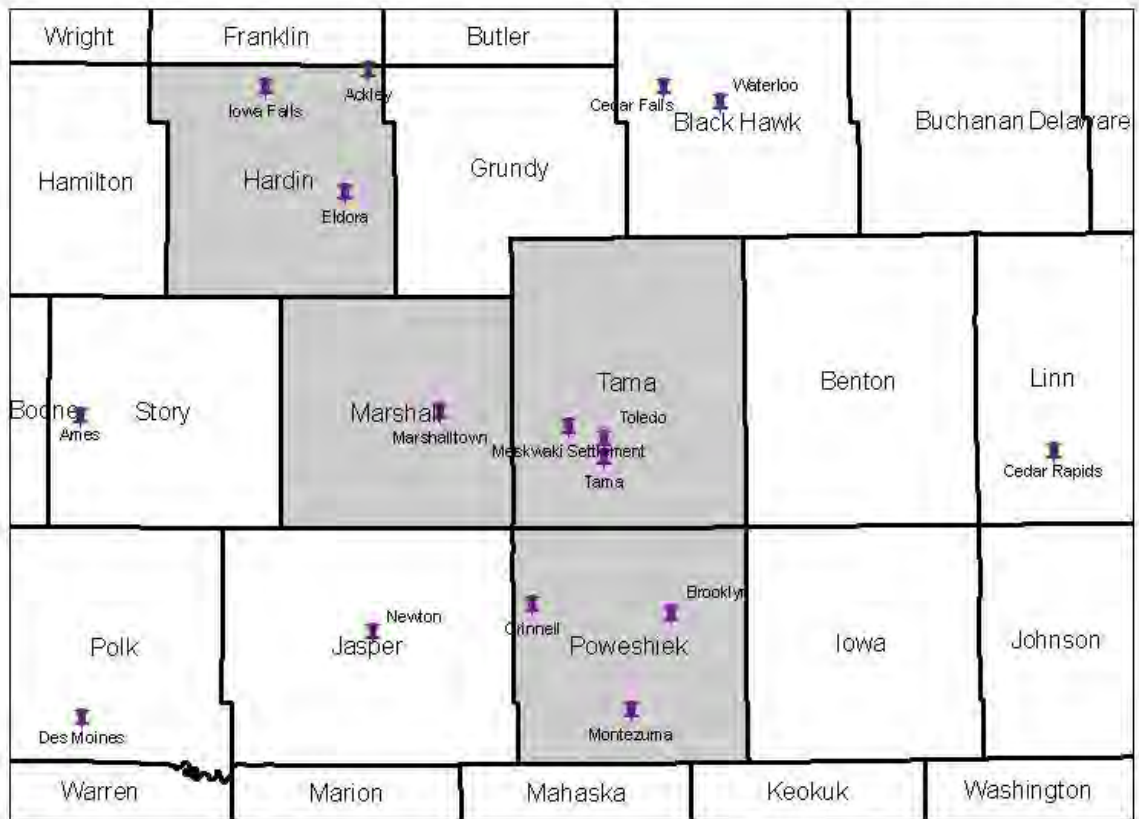 Wright
Franklin
Butler
Iowa Falls
Ackley
Cedar Falls
Waterloo
Black Hawk
Buchanan
Delaware
Hamilton
Hardin
Grundy
Eldora
Tama
Benton
Linn
Boone
Story
Ames
Marshall
Marshalltown
Toledo
Meskwaki Settlement
Tama
Cedar Rapids
Brooklyn
Newton
Grinnell
Polk
Jasper
Poweshiek
Iowa
Johnson
Des Moines
Montezuma
Warren
Marion
Mahaska
Keokuk
Washington